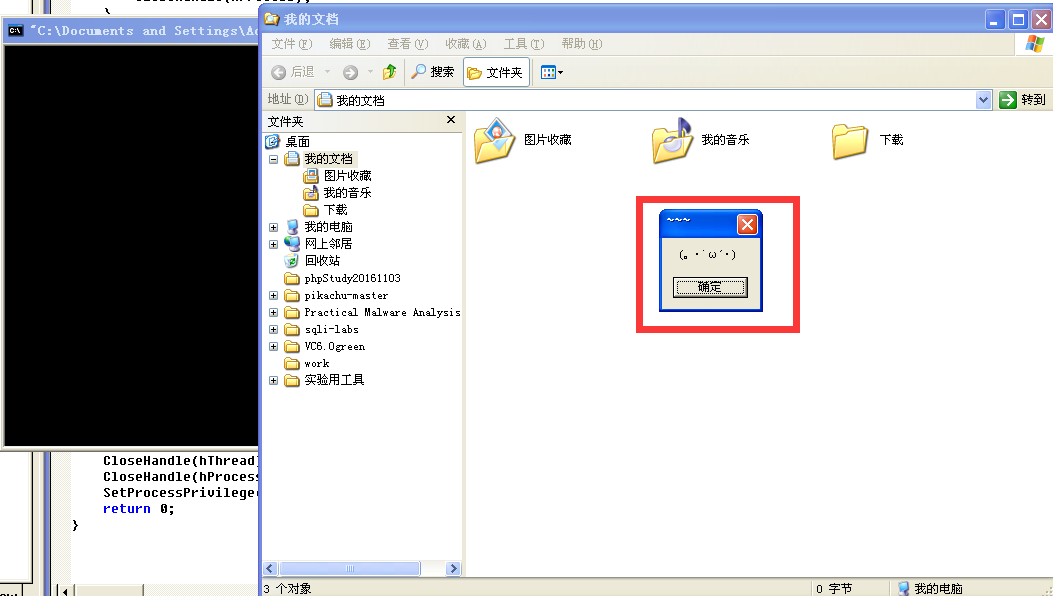 "C:\Documents and Settings\Ad
我的文档
文件(F) 编辑(E) 查看(V) 收藏(A) 工具(T) 帮助(H)
后退 搜索 文件夹
地址(D) 我的文档 转到
文件夹
桌面
我的文档
图片收藏
我的音乐
下载
我的电脑
网上邻居
回收站
phpStudy20161103
pikachu-master
Practical Malware Analysis
sqli-labs
VC6.0green
work
实验用工具
图片收藏 我的音乐 下载
~~~
(。・`ω´・)
确定
CloseHandle(hThread)
CloseHandle(hProcess
SetProcessPrivilege(
return 0;
}
3 个对象 0 字节 我的电脑